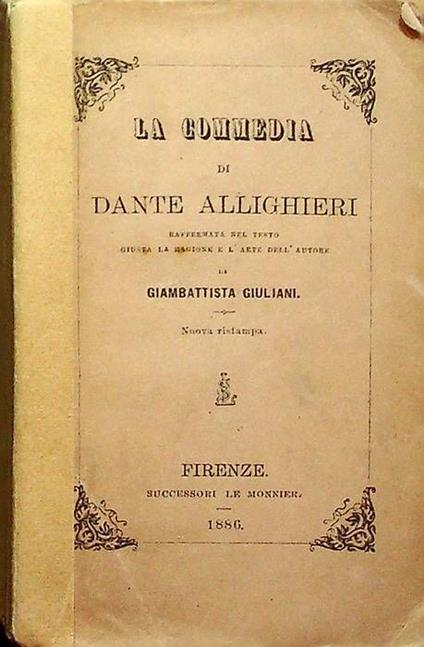 LA COMMEDIA
DI
DANTE ALLIGHIERI
RAFFERMATA NEL TESTO
GIUSTA LA RAGIONE E L'ARTE DELL'AUTORE
DA
GIAMBATTISTA GIULIANI.
Nuova ristampa.
FIRENZE.
SUCCESSORI LE MONNIER.
1886.